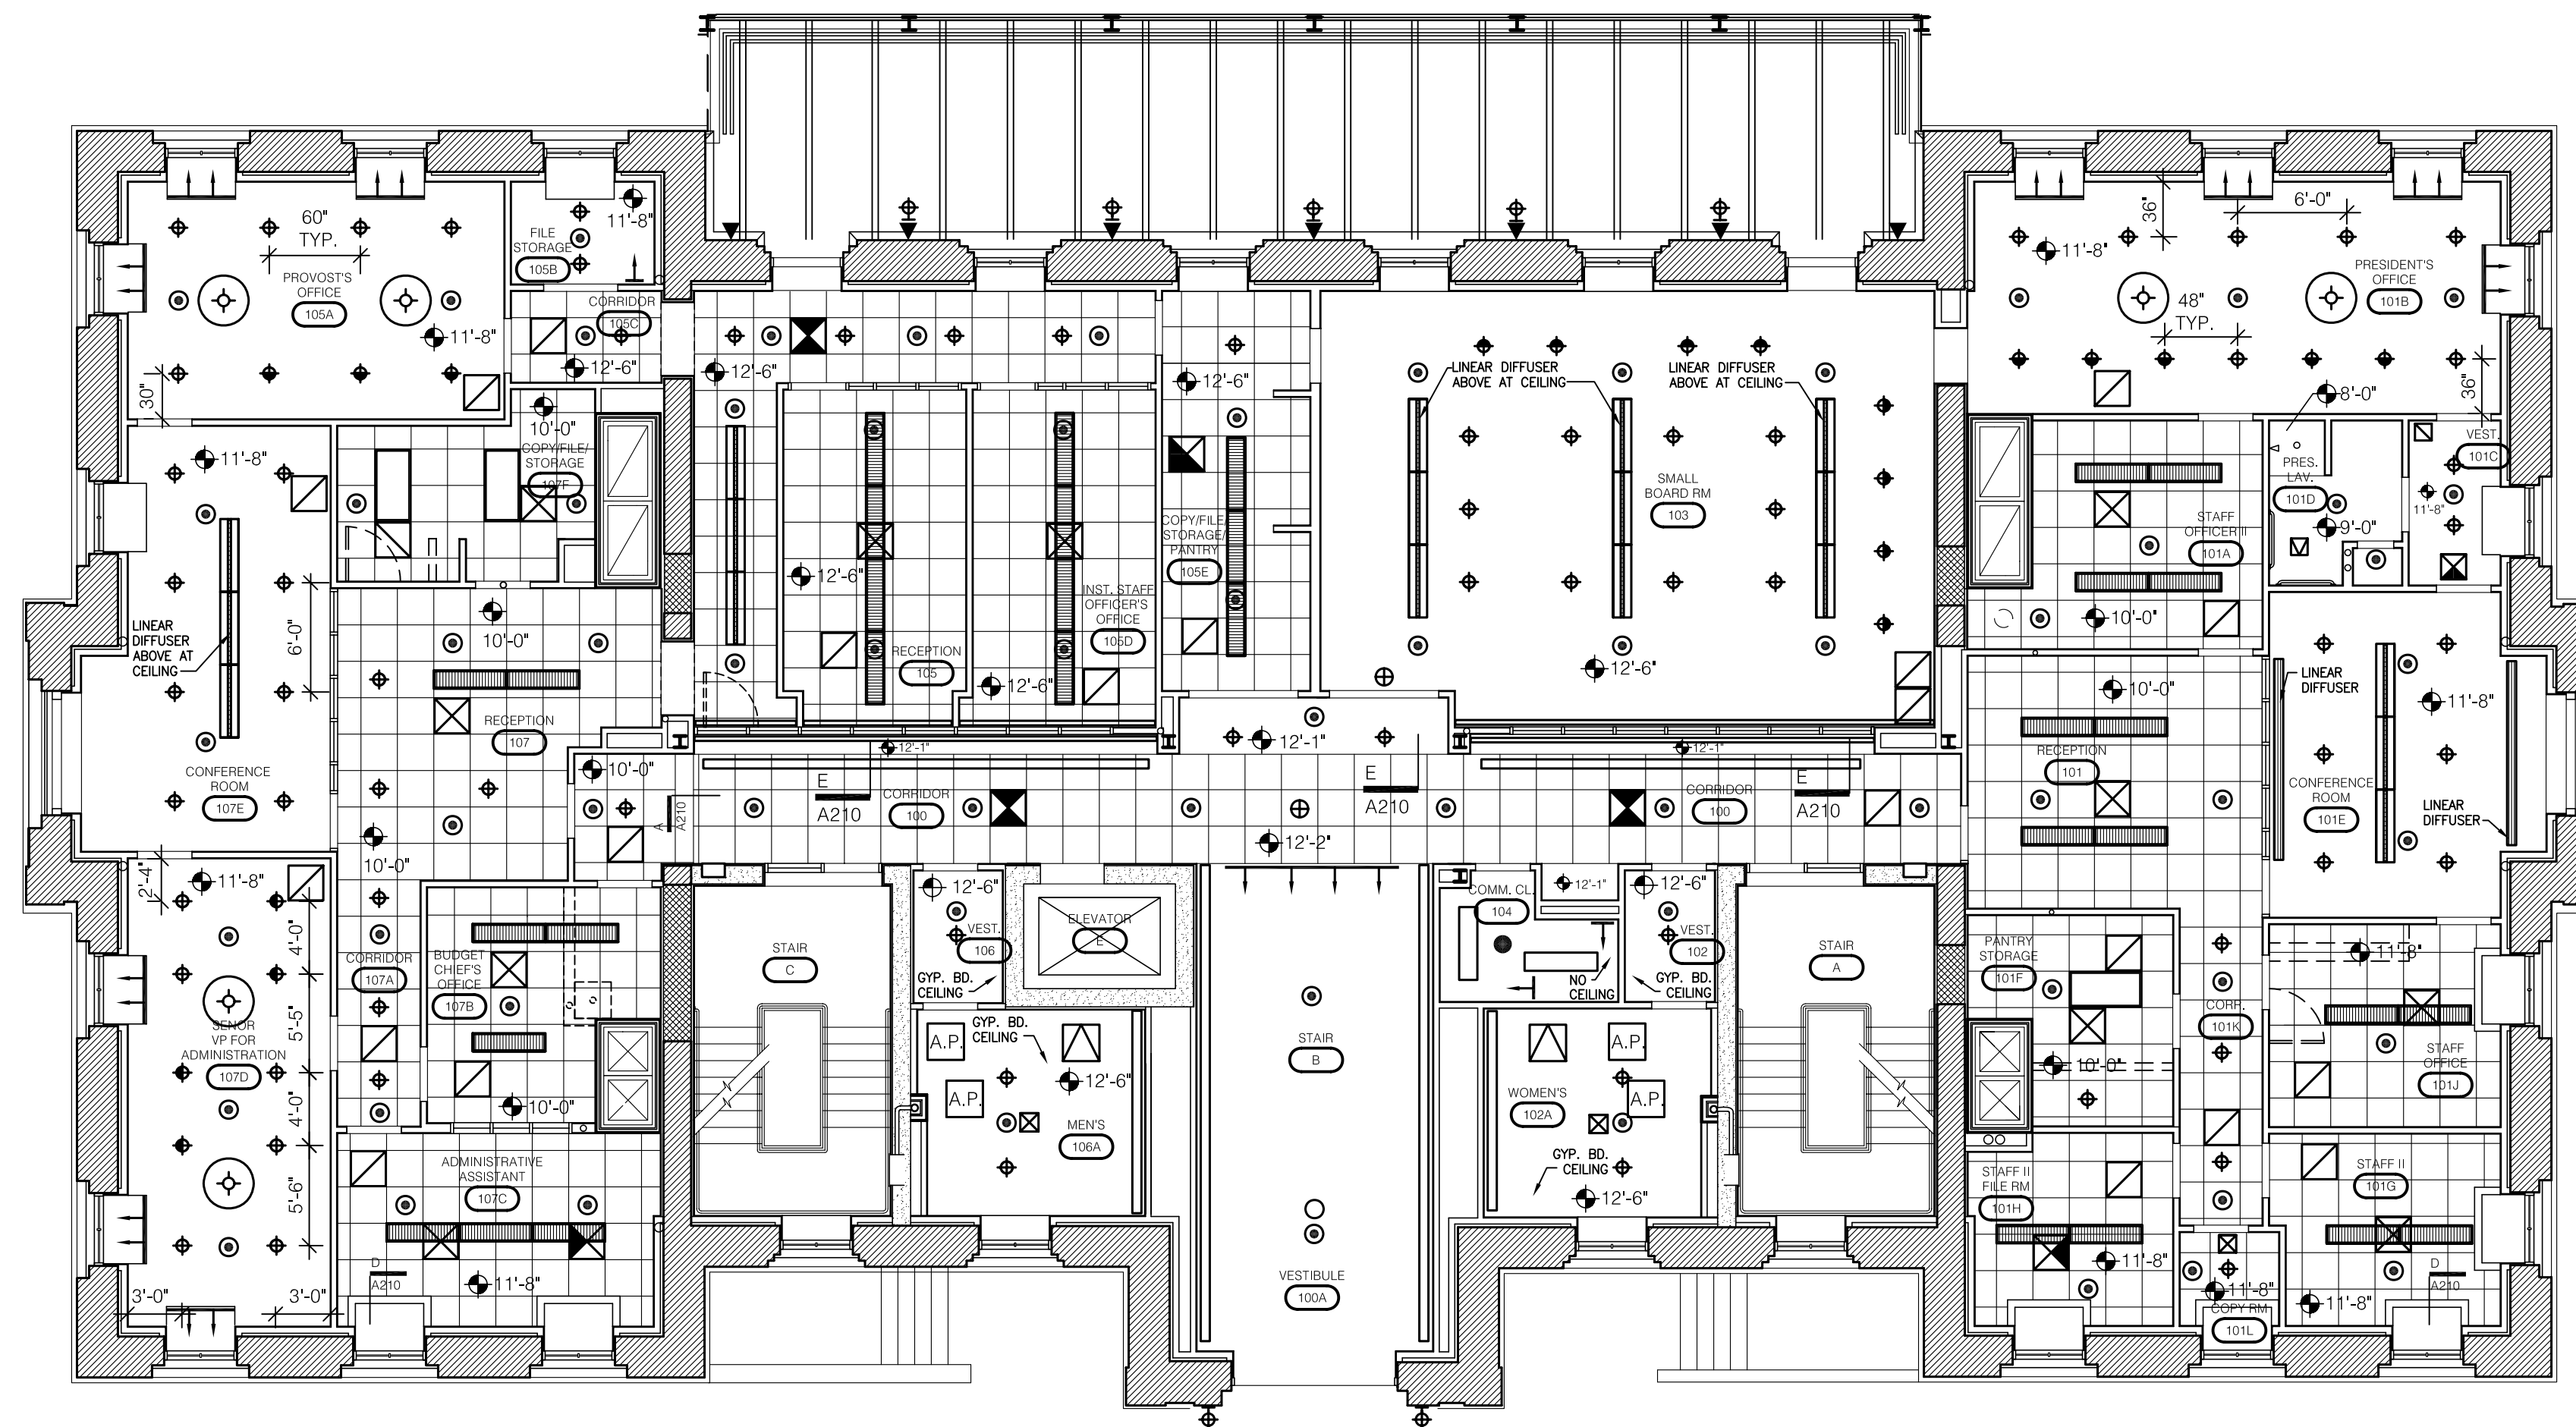 60"
TYP.
PROVOST'S
OFFICE
105A
11'-8"
30"
FILE
STORAGE
105B
11'-8"
CORRIDOR
105C
12'-6"
12'-6"
10'-0"
COPY/FILE/
STORAGE
107F
11'-8"
LINEAR
DIFFUSER
ABOVE AT
CEILING
6'-0"
CONFERENCE
ROOM
107E
10'-0"
RECEPTION
107
10'-0"
10'-0"
A
A210
12'-6"
RECEPTION
105
INST. STAFF
OFFICER'S
OFFICE
105D
12'-6"
12'-6"
COPY/FILE/
STORAGE/
PANTRY
105E
LINEAR DIFFUSER
ABOVE AT CEILING
LINEAR DIFFUSER
ABOVE AT CEILING
SMALL
BOARD RM
103
12'-6"
36"
6'-0"
11'-8"
PRESIDENT'S
OFFICE
101B
48"
TYP.
36"
8'-0"
VEST.
101C
11'-8"
PRES.
LAV.
101D
9'-0"
STAFF
OFFICER II
101A
10'-0"
10'-0"
RECEPTION
101
LINEAR
DIFFUSER
11'-8"
CONFERENCE
ROOM
101E
LINEAR
DIFFUSER
12'-1"
12'-1"
12'-1"
E
A210
CORRIDOR
100
E
A210
CORRIDOR
100
E
A210
12'-2"
2'-4"
11'-8"
4'-0"
5'-5"
SENOR
VP FOR
ADMINISTRATION
107D
4'-0"
5'-6"
3'-0"
3'-0"
CORRIDOR
107A
BUDGET
CHIEF'S
OFFICE
107B
10'-0"
ADMINISTRATIVE
ASSISTANT
107C
D
A210
11'-8"
STAIR
C
12'-6"
VEST.
106
GYP. BD.
CEILING
ELEVATOR
E
GYP. BD.
CEILING
A.P.
A.P.
12'-6"
MEN'S
106A
STAIR
B
VESTIBULE
100A
COMM. CL.
104
12'-1"
NO
CEILING
12'-6"
VEST.
102
GYP. BD.
CEILING
A.P.
A.P.
WOMEN'S
102A
GYP. BD.
CEILING
12'-6"
STAIR
A
PANTRY
STORAGE
101F
10'-0"
CORR.
101K
11'-8"
STAFF
OFFICE
101J
STAFF II
FILE RM
101H
11'-8"
11'-8"
COPY RM
101L
STAFF II
101G
11'-8"
D
A210